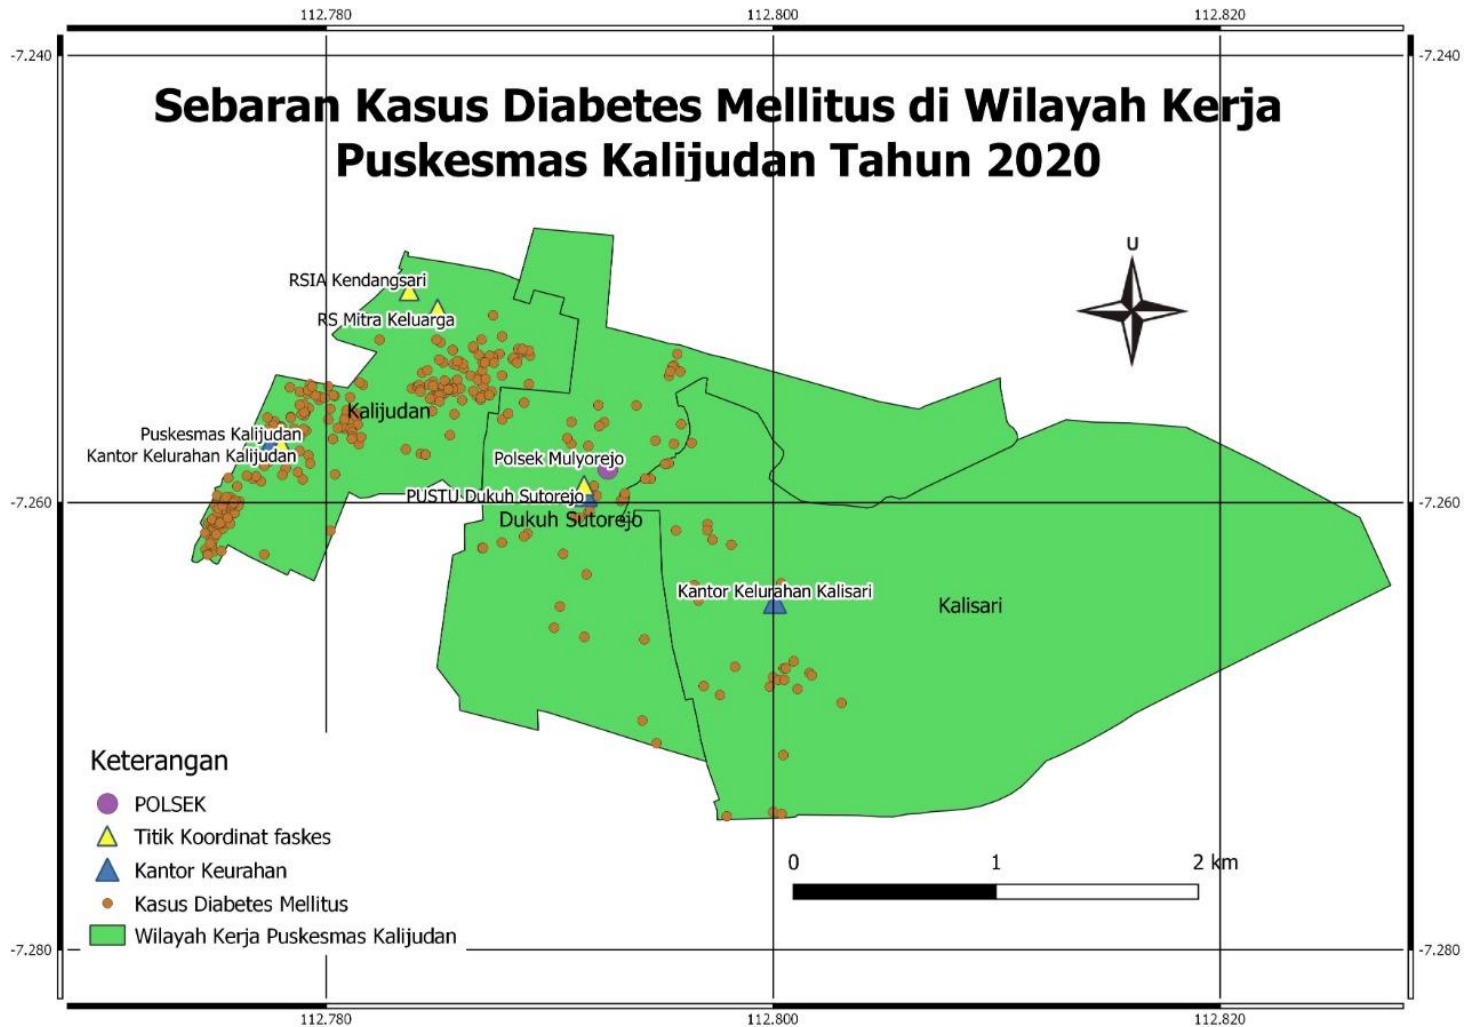 112.780
112.800
112.820
-7.240
-7.240
Sebaran Kasus Diabetes Mellitus di Wilayah Kerja
Puskesmas Kalijudan Tahun 2020
U
RSIA Kendangsari
RS Mitra Keluarga
Kalijudan
Puskesmas Kalijudan
Kantor Kelurahan Kalijudan
Polsek Mulyorejo
PUSTU Dukuh Sutorejo
-7.260
-7.260
Dukuh Sutorejo
Kantor Kelurahan Kalisari
Kalisari
Keterangan
POLSEK
Titik Koordinat faskes
Kantor Keurahan
Kasus Diabetes Mellitus
Wilayah Kerja Puskesmas Kalijudan
0 1 2 km
-7.280
-7.280
112.780
112.800
112.820